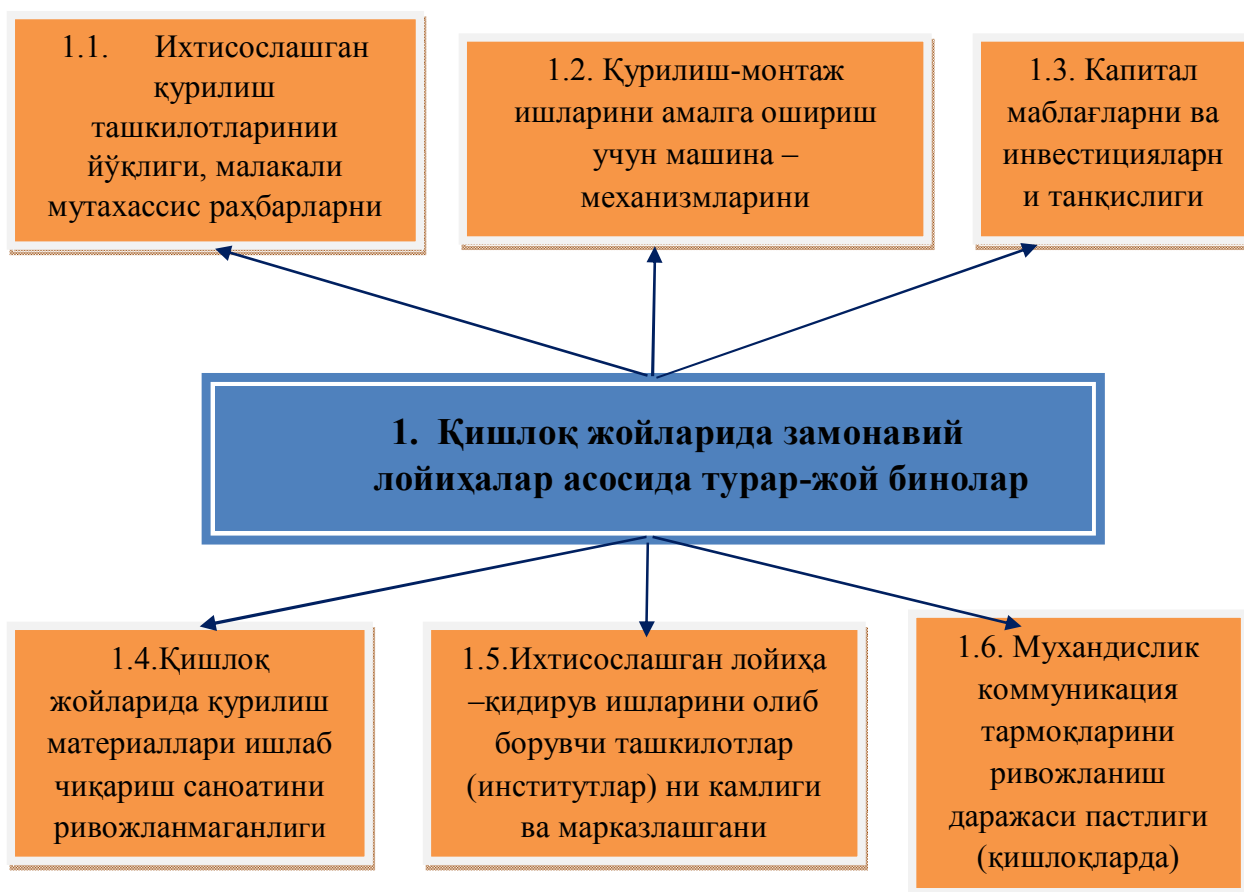 1.1. Ихтисослашган
қурилиш
ташкилотларинии
йўқлиги, малакали
мутахассис раҳбарларни
1.2. Қурилиш-монтаж
ишларини амалга ошириш
учун машина –
механизмларини
1.3. Капитал
маблағларни ва
инвестицияларн
и танқислиги
1. Қишлоқ жойларида замонавий
лойиҳалар асосида турар-жой бинолар
1.4.Қишлоқ
жойларида қурилиш
материаллари ишлаб
чиқариш саноатини
ривожланмаганлиги
1.5.Ихтисослашган лойиҳа
–қидирув ишларини олиб
борувчи ташкилотлар
(институтлар) ни камлиги
ва марказлашгани
1.6. Мухандислик
коммуникация
тармоқларини
ривожланиш
даражаси пастлиги
(қишлоқларда)